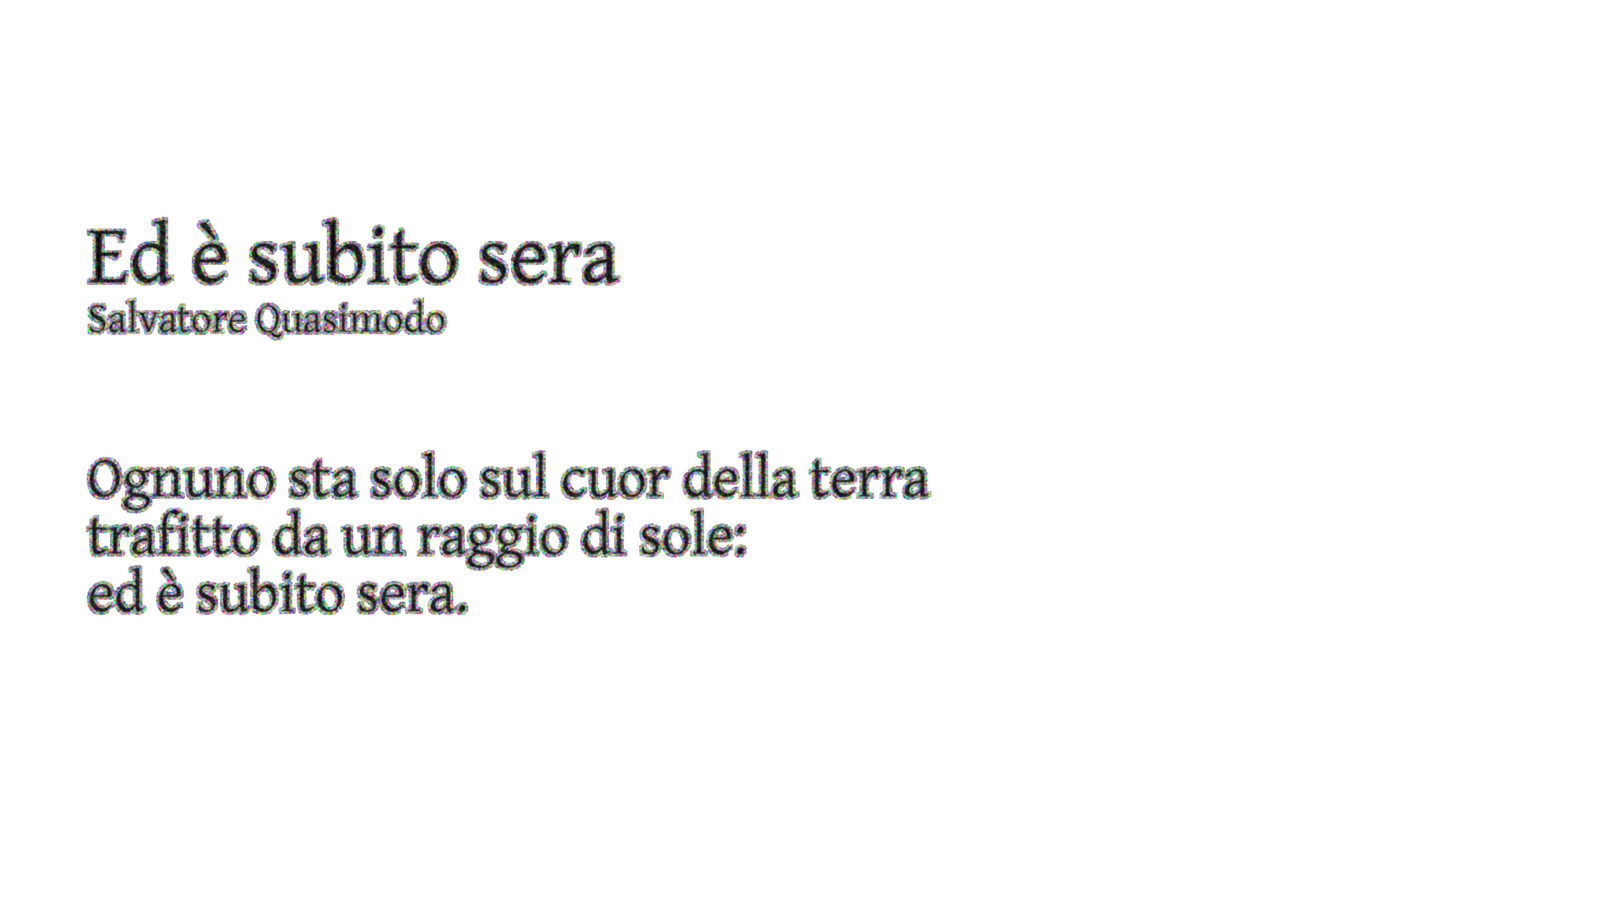 Ed è subito sera
Salvatore Quasimodo
Ognuno sta solo sul cuor della terra
trafitto da un raggio di sole:
ed è subito sera.